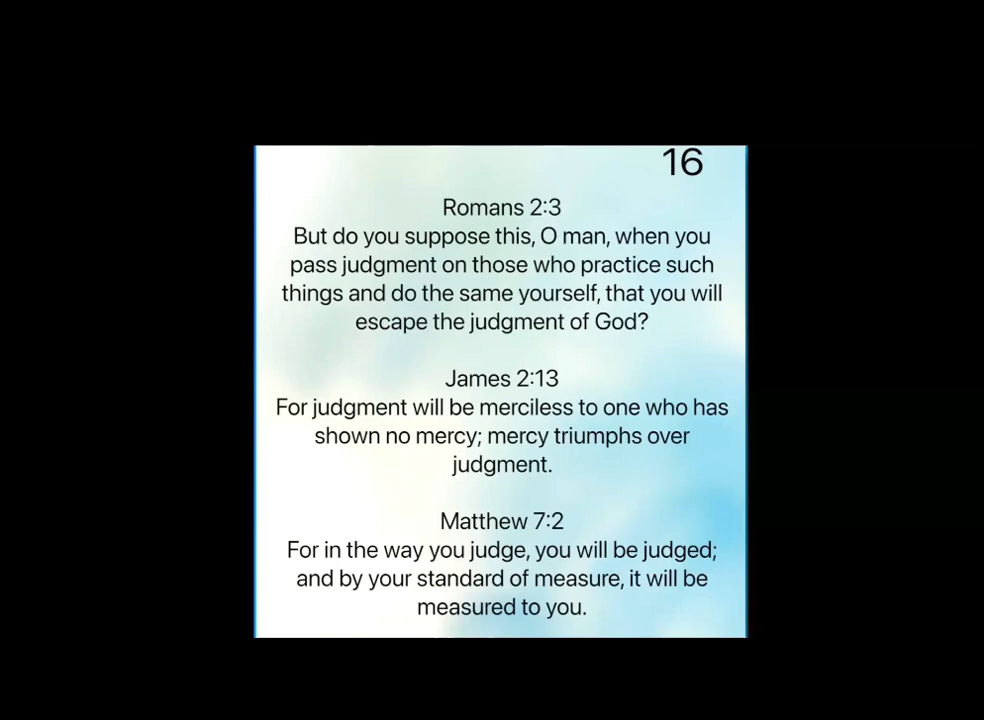 16
Romans 2:3
But do you suppose this, O man, when you
pass judgment on those who practice such
things and do the same yourself, that you will
escape the judgment of God?
James 2:13
For judgment will be merciless to one who has
shown no mercy; mercy triumphs over
judgment.
Matthew 7:2
For in the way you judge, you will be judged;
and by your standard of measure, it will be
measured to you.